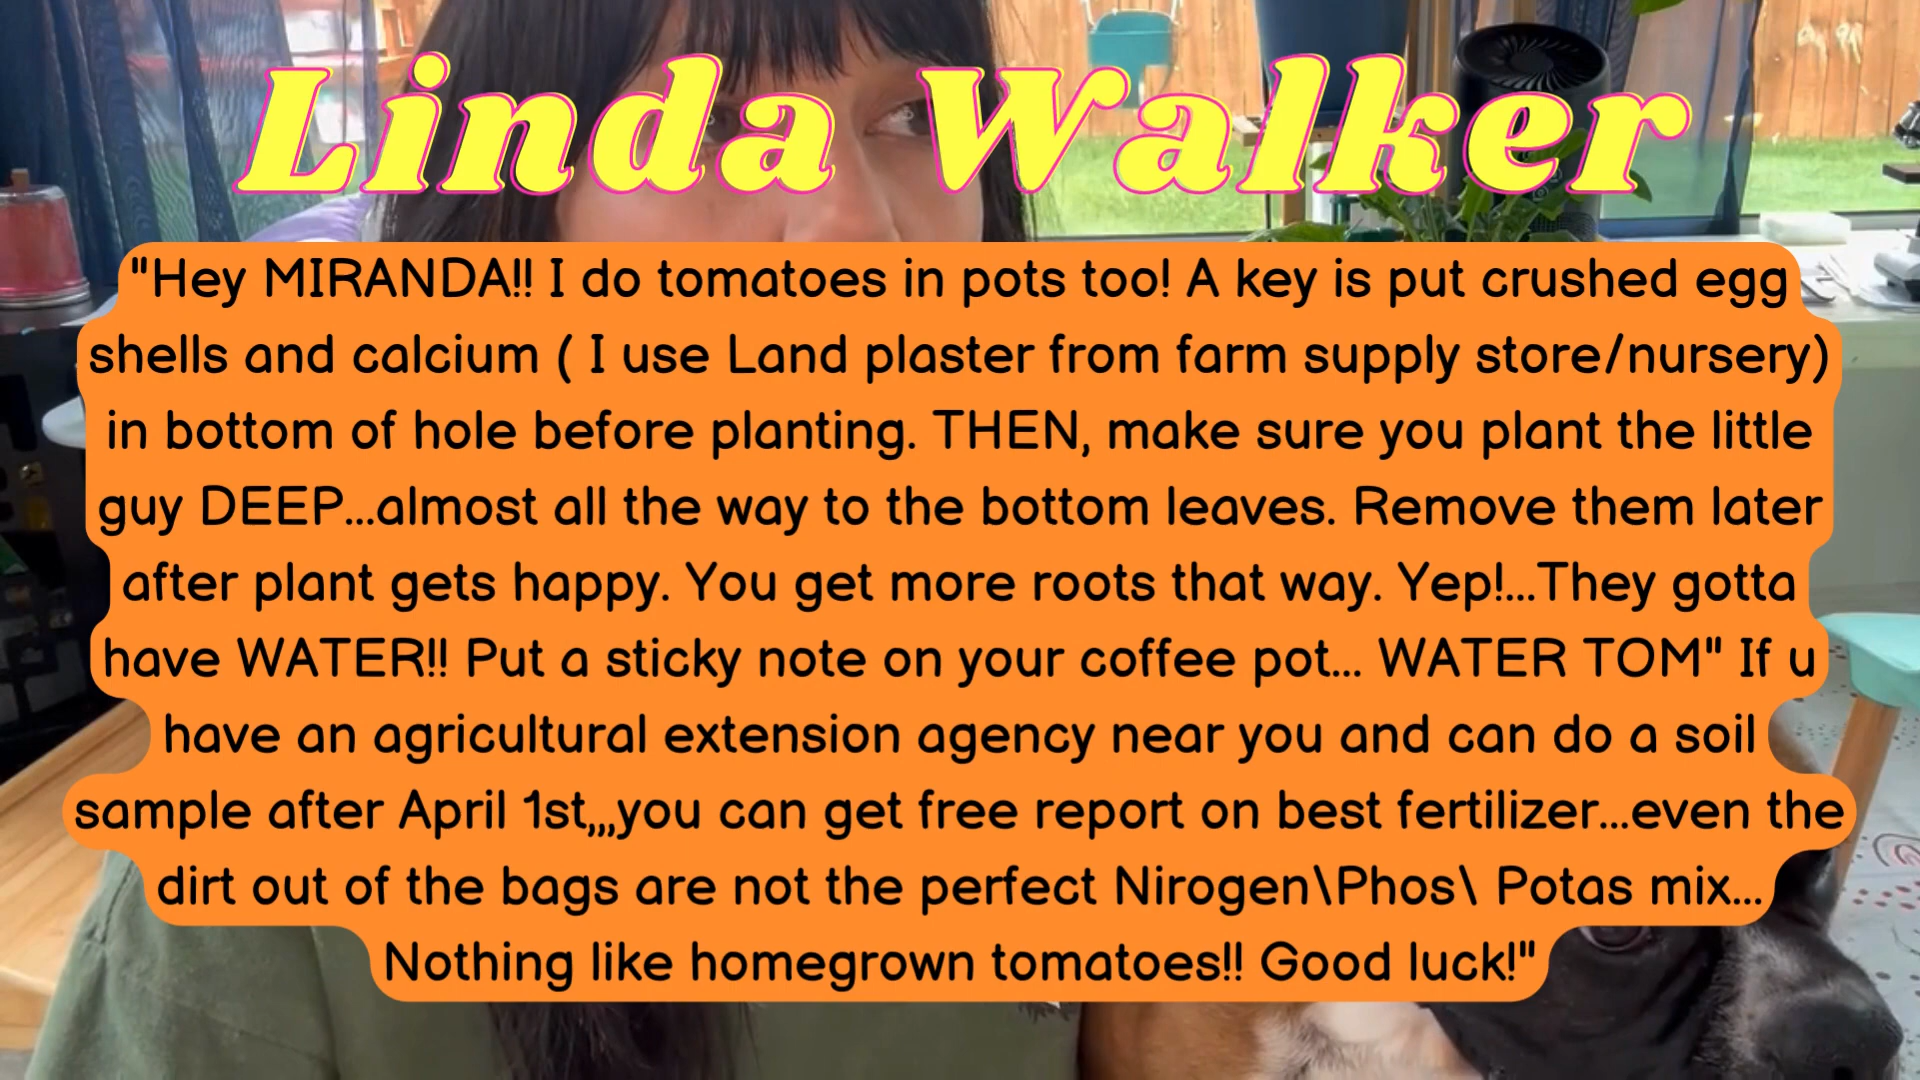 Linda Walker
"Hey MIRANDA!! I do tomatoes in pots too! A key is put crushed egg
shells and calcium ( I use Land plaster from farm supply store/nursery)
in bottom of hole before planting. THEN, make sure you plant the little
guy DEEP...almost all the way to the bottom leaves. Remove them later
after plant gets happy. You get more roots that way. Yep!...They gotta
have WATER!! Put a sticky note on your coffee pot... WATER TOM" If u
have an agricultural extension agency near you and can do a soil
sample after April 1st,,,you can get free report on best fertilizer...even the
dirt out of the bags are not the perfect Nirogen\Phos\ Potas mix...
Nothing like homegrown tomatoes!! Good luck!"